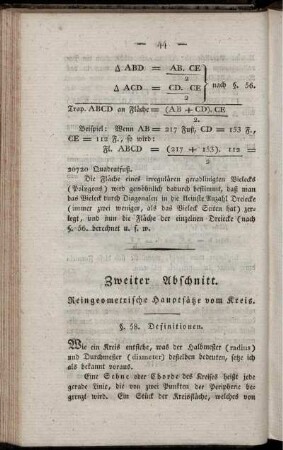 — 44 —
Δ ABD = AB. CE
2
Δ ACD = CD. CE
2
nach §. 56.
Trap. ABCD an Fläche = (AB + CD). CE
2.
Beispiel: Wenn AB = 217 Fuß, CD = 153 F.,
CE = 112 F., so wird:
Fl. ABCD = (217 + 153). 112 =
2
20720 Quadratfuß.
Die Fläche eines irregulären geradlinigten Vielecks
(Polygons) wird gewöhnlich dadurch bestimmt, daß man
das Vieleck durch Diagonalen in die kleinste Anzahl Dreiecke
(immer zwei weniger, als das Vieleck Seiten hat) zer-
legt, und nun die Fläche der einzelnen Dreiecke (nach
§. 56. berechnet u. s. w.
Zweiter Abschnitt.
Reingeometrische Hauptsätze vom Kreis.
§. 58. Definitionen.
Wie ein Kreis entstehe, was der Halbmesser (radius)
und Durchmesser (diameter) desselben bedeuten, setze ich
als bekannt voraus.
Eine Sehne oder Chorde des Kreises heißt jede
gerade Linie, die von zwei Punkten der Peripherie be-
grenzt wird. Ein Stück der Kreisfläche, welches von